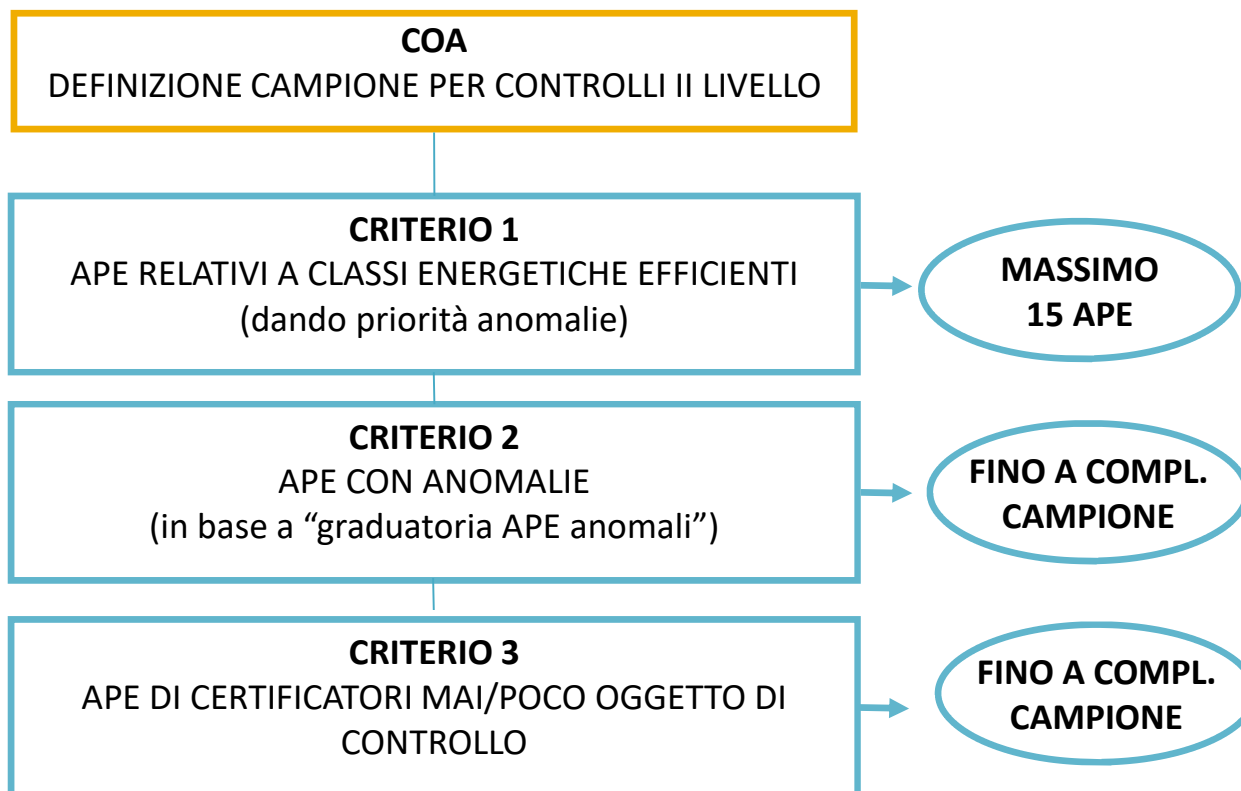 COA
DEFINIZIONE CAMPIONE PER CONTROLLI II LIVELLO
CRITERIO 1
APE RELATIVI A CLASSI ENERGETICHE EFFICIENTI
(dando priorità anomalie)
MASSIMO
15 APE
CRITERIO 2
APE CON ANOMALIE
(in base a “graduatoria APE anomali”)
FINO A COMPL.
CAMPIONE
CRITERIO 3
APE DI CERTIFICATORI MAI/POCO OGGETTO DI
CONTROLLO
FINO A COMPL.
CAMPIONE